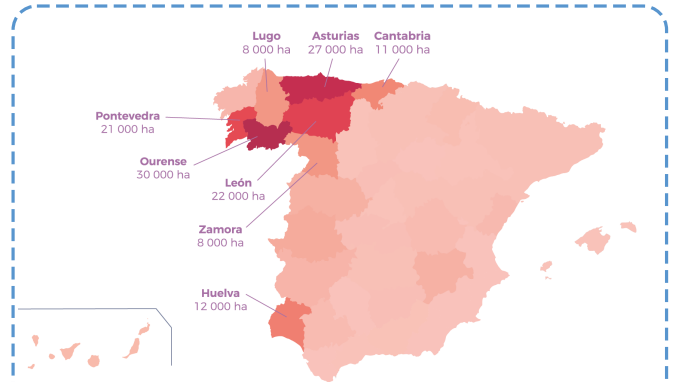 Lugo
8 000 ha
Asturias
27 000 ha
Cantabria
11 000 ha
Pontevedra
21 000 ha
Ourense
30 000 ha
León
22 000 ha
Zamora
8 000 ha
Huelva
12 000 ha